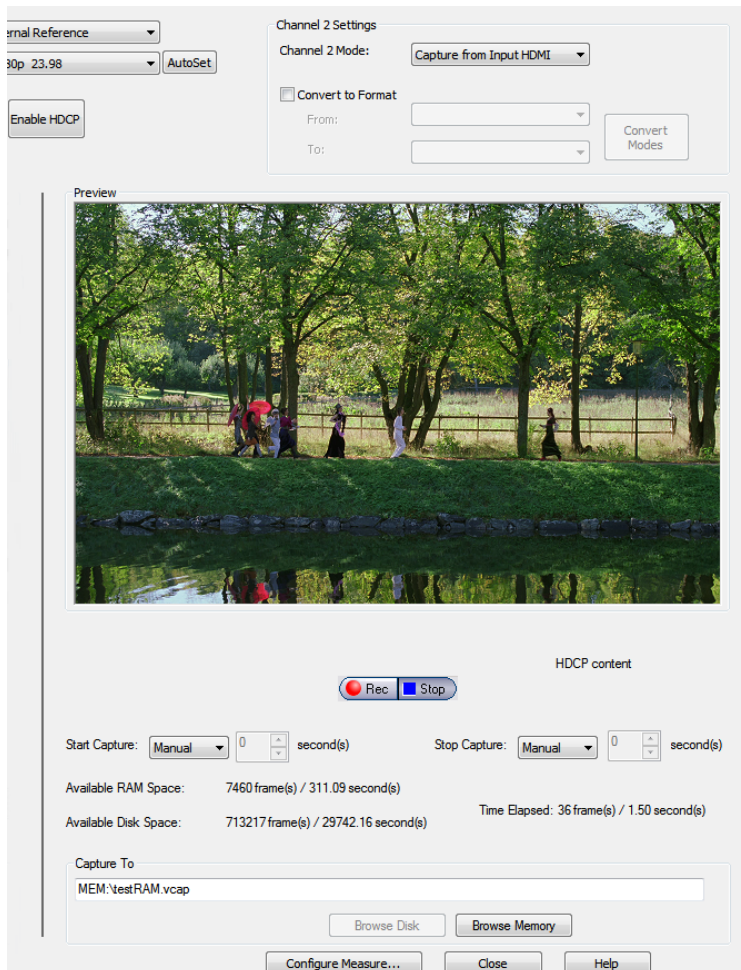 ernal Reference
30p 23.98 AutoSet
Enable HDCP
Channel 2 Settings
Channel 2 Mode: Capture from Input HDMI
Convert to Format
From:
To:
Convert Modes
Preview
HDCP content
Rec Stop
Start Capture: Manual 0 second(s) Stop Capture: Manual 0 second(s)
Available RAM Space: 7460 frame(s) / 311.09 second(s)
Time Elapsed: 36 frame(s) / 1.50 second(s)
Available Disk Space: 713217 frame(s) / 29742.16 second(s)
Capture To
MEM:\testRAM.vcap
Browse Disk Browse Memory
Configure Measure... Close Help